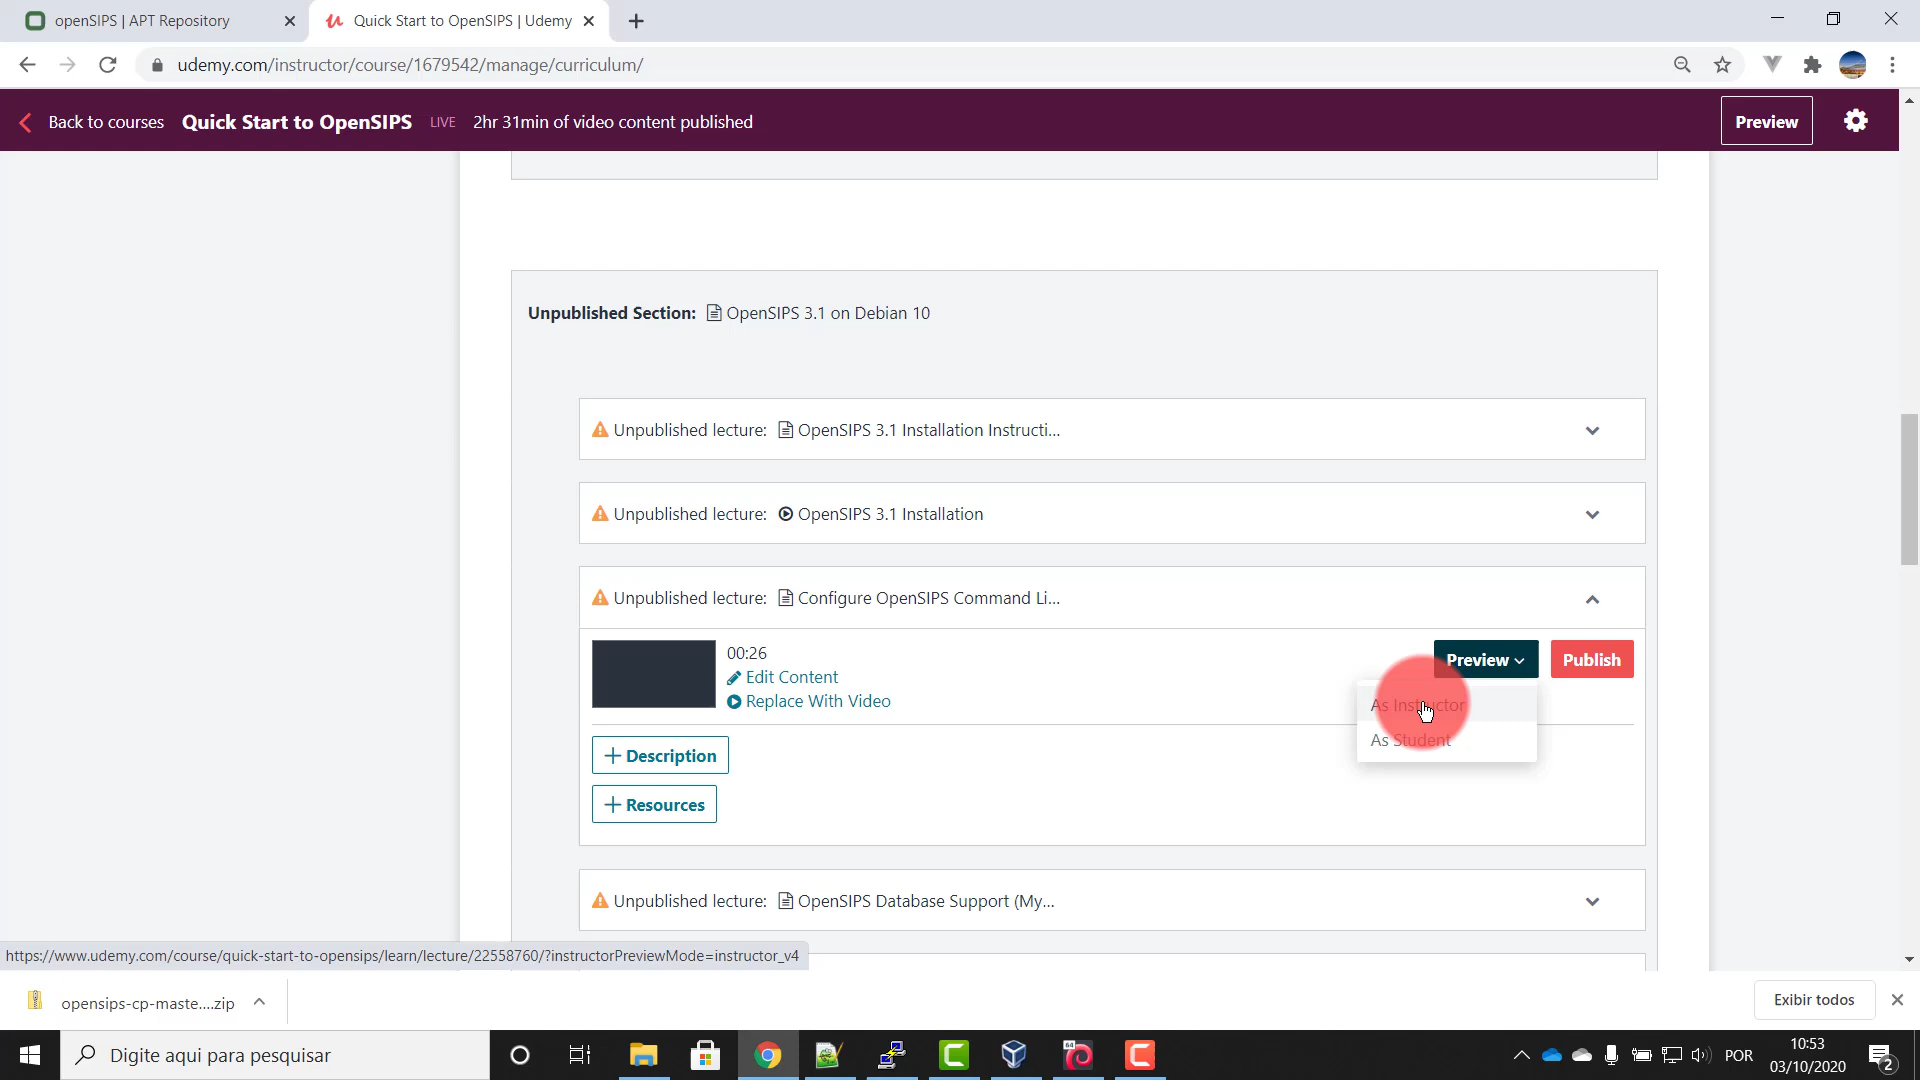 openSIPS | APT Repository
Quick Start to OpenSIPS | Udemy
udemy.com/instructor/course/1679542/manage/curriculum/
Back to courses
Quick Start to OpenSIPS
LIVE
2hr 31min of video content published
Preview
Unpublished Section: OpenSIPS 3.1 on Debian 10
Unpublished lecture: OpenSIPS 3.1 Installation Instructi...
Unpublished lecture: OpenSIPS 3.1 Installation
Unpublished lecture: Configure OpenSIPS Command Li...
00:26
Edit Content
Replace With Video
Preview
Publish
As Instructor
As Student
Description
Resources
Unpublished lecture: OpenSIPS Database Support (My...
https://www.udemy.com/course/quick-start-to-opensips/learn/lecture/22558760/?instructorPreviewMode=instructor_v4
opensips-cp-maste....zip
Exibir todos
Digite aqui para pesquisar
64
POR
10:53
03/10/2020
2